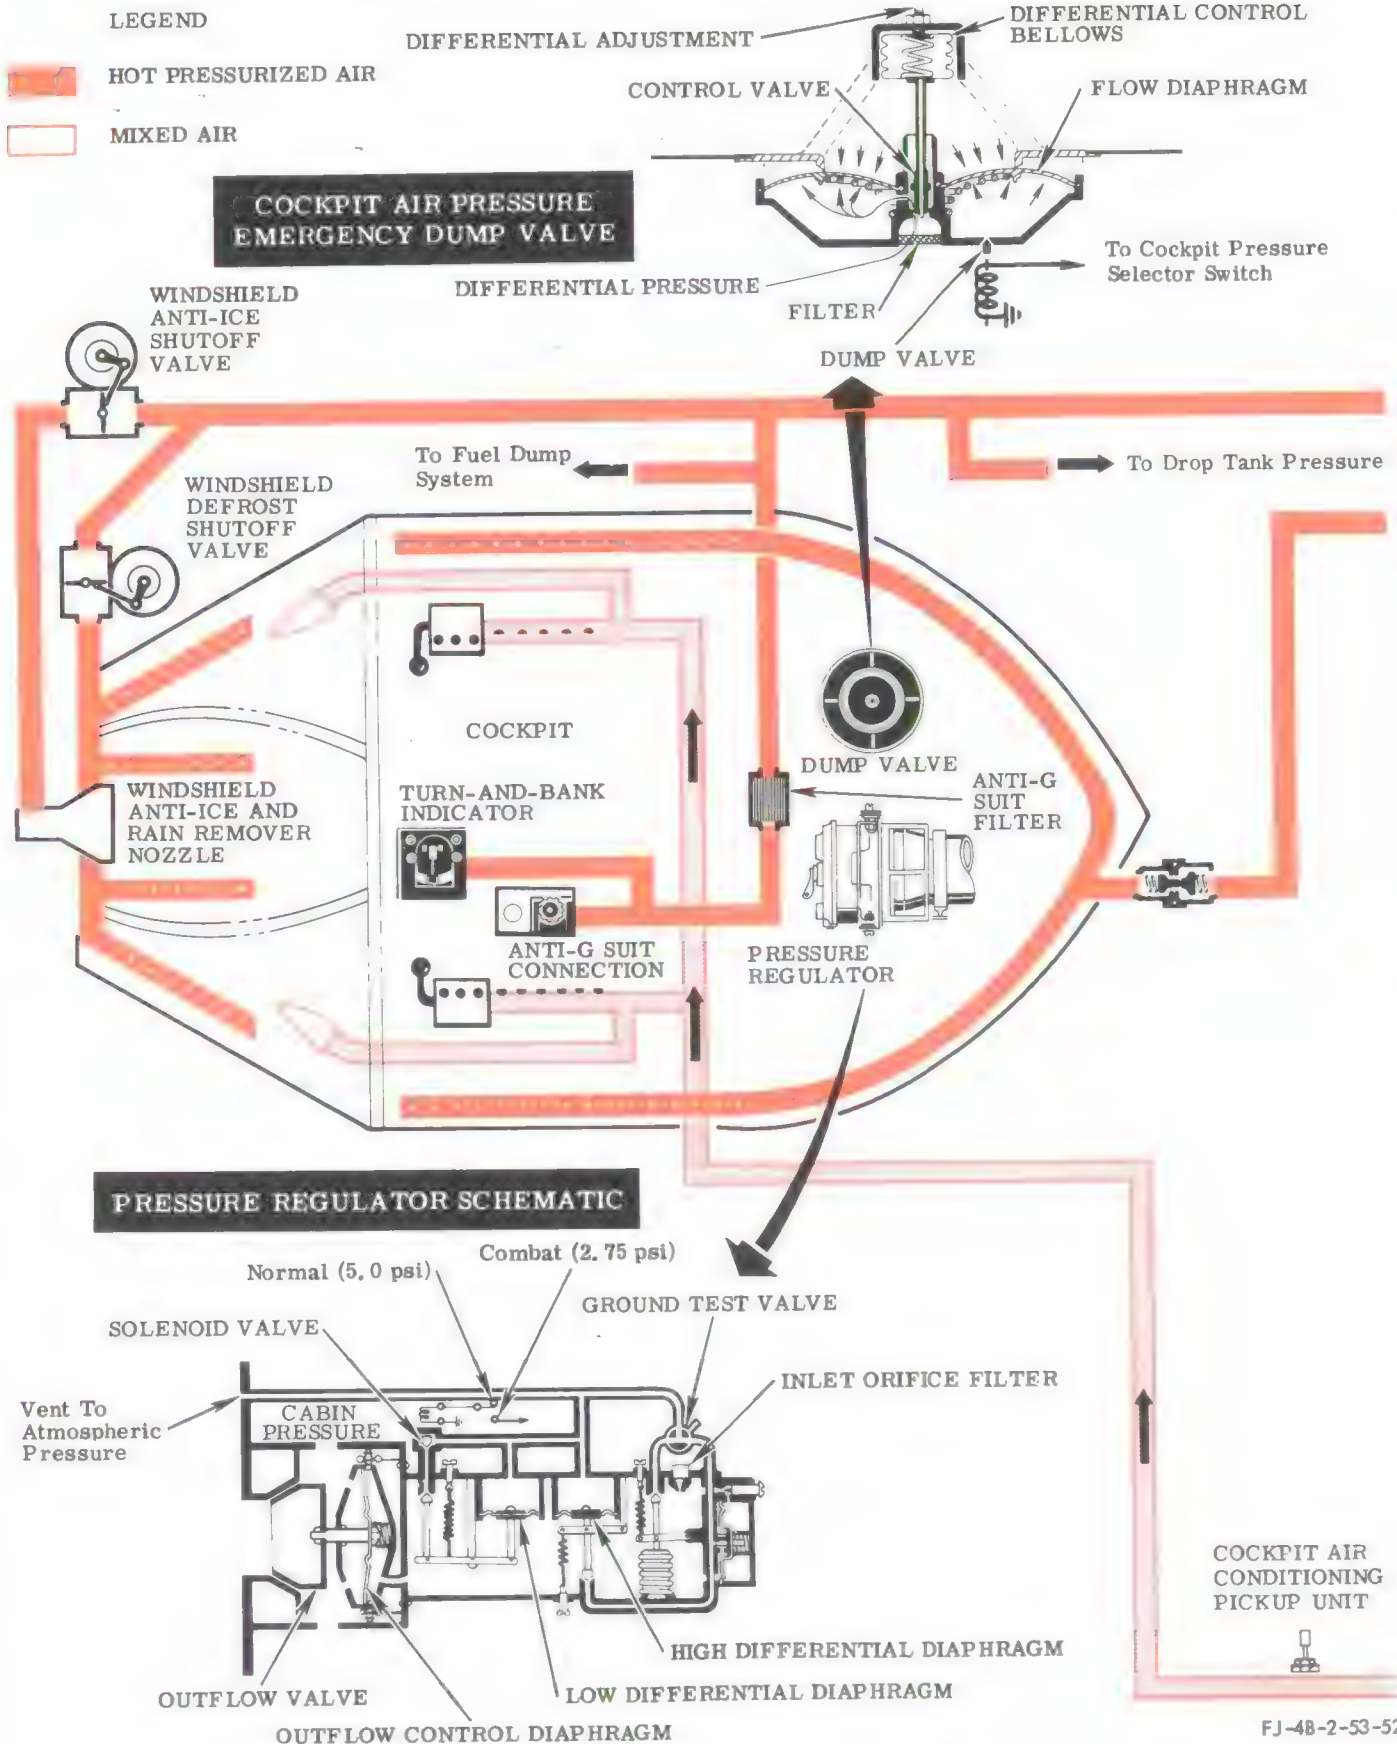 LEGEND
HOT PRESSURIZED AIR
MIXED AIR
DIFFERENTIAL ADJUSTMENT
DIFFERENTIAL CONTROL
BELLOWS
CONTROL VALVE
FLOW DIAPHRAGM
COCKPIT AIR PRESSURE
EMERGENCY DUMP VALVE
DIFFERENTIAL PRESSURE
FILTER
DUMP VALVE
To Cockpit Pressure
Selector Switch
WINDSHIELD
ANTI-ICE
SHUTOFF
VALVE
To Fuel Dump
System
To Drop Tank Pressure
WINDSHIELD
DEFROST
SHUTOFF
VALVE
COCKPIT
DUMP VALVE
WINDSHIELD
ANTI-ICE AND
RAIN REMOVER
NOZZLE
TURN-AND-BANK
INDICATOR
ANTI-G
SUIT
FILTER
ANTI-G SUIT
CONNECTION
PRESSURE
REGULATOR
PRESSURE REGULATOR SCHEMATIC
Normal (5.0 psi)
Combat (2.75 psi)
GROUND TEST VALVE
SOLENOID VALVE
INLET ORIFICE FILTER
Vent To
Atmospheric
Pressure
CABIN
PRESSURE
COCKPIT AIR
CONDITIONING
PICKUP UNIT
HIGH DIFFERENTIAL DIAPHRAGM
LOW DIFFERENTIAL DIAPHRAGM
OUTFLOW VALVE
OUTFLOW CONTROL DIAPHRAGM
FJ-4B-2-53-52